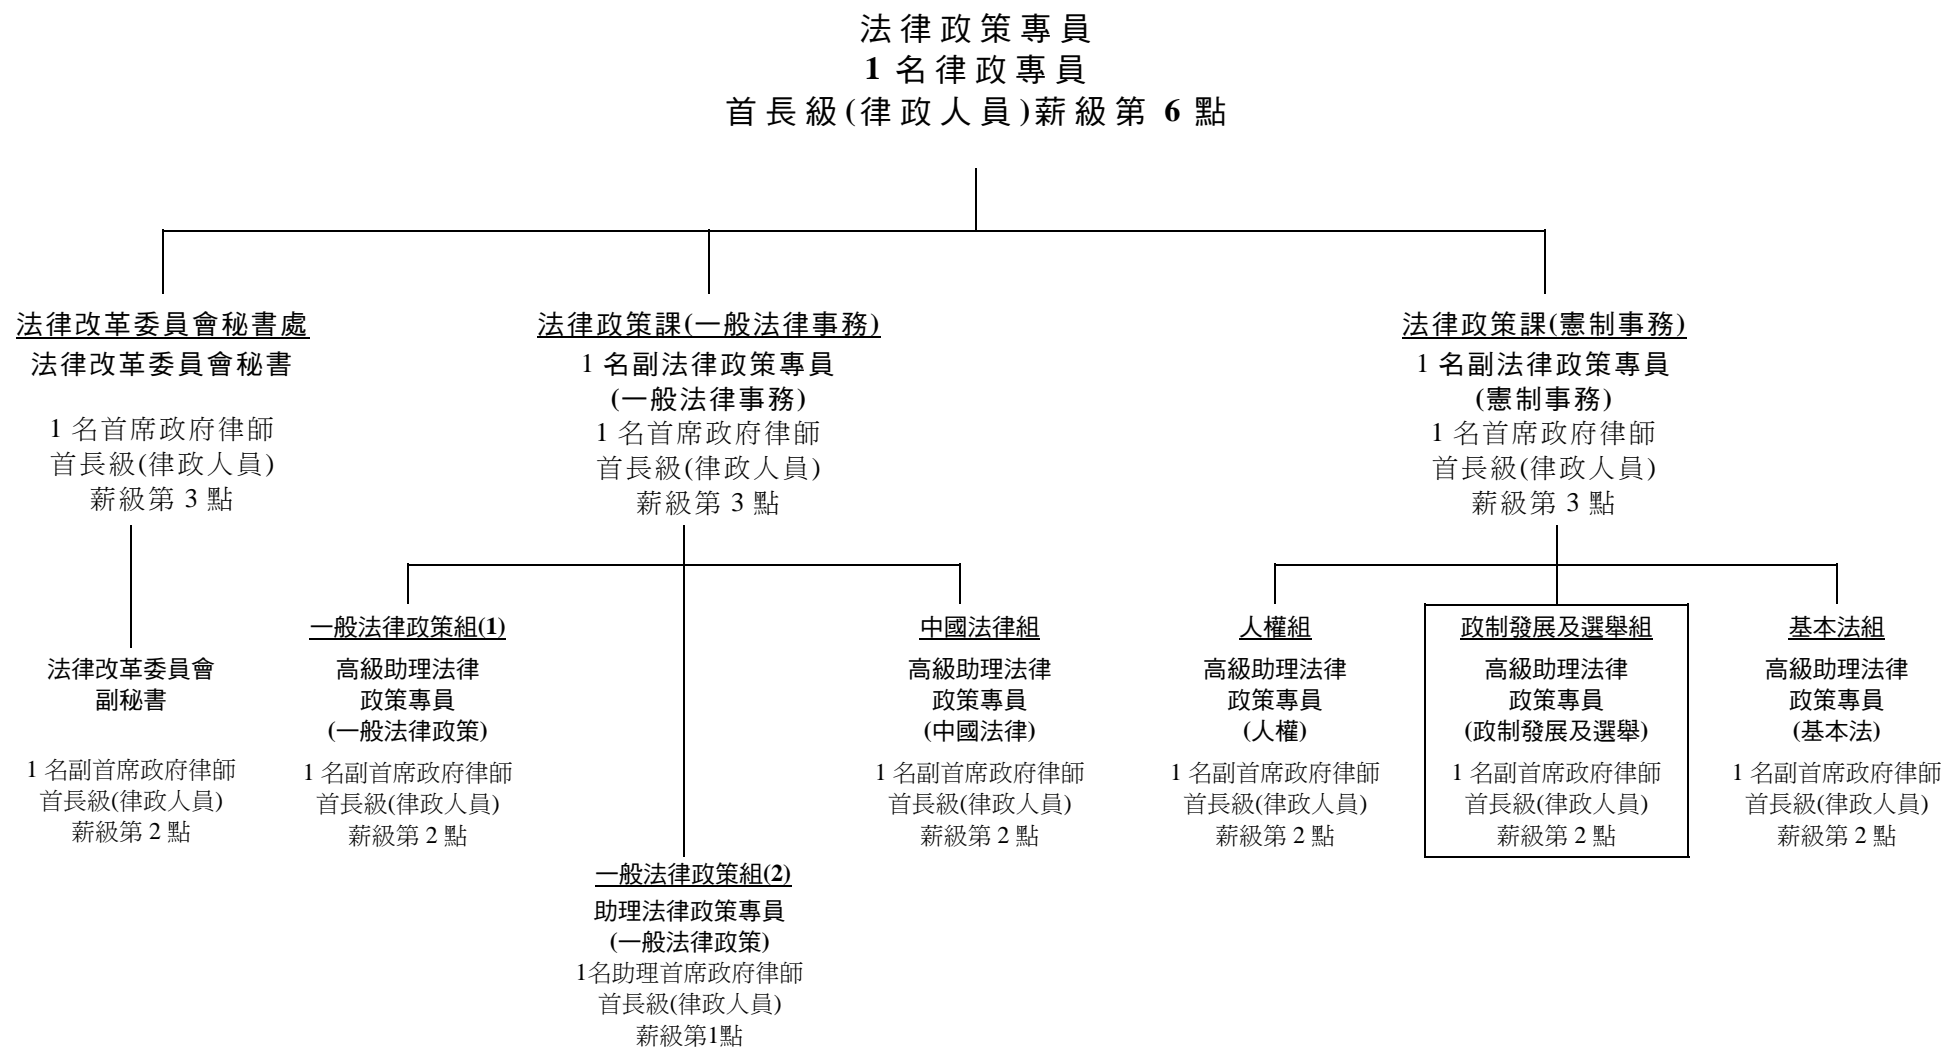 法律政策專員
1 名律政專員
首長級(律政人員)薪級第 6 點
法律改革委員會秘書處
法律改革委員會秘書
1 名首席政府律師
首長級(律政人員)
薪級第 3 點
法律政策課(一般法律事務)
1 名副法律政策專員
(一般法律事務)
1 名首席政府律師
首長級(律政人員)
薪級第 3 點
法律政策課(憲制事務)
1 名副法律政策專員
(憲制事務)
1 名首席政府律師
首長級(律政人員)
薪級第 3 點
法律改革委員會
副秘書
1 名副首席政府律師
首長級(律政人員)
薪級第 2 點
一般法律政策組(1)
高級助理法律
政策專員
(一般法律政策)
1 名副首席政府律師
首長級(律政人員)
薪級第 2 點
一般法律政策組(2)
助理法律政策專員
(一般法律政策)
1名助理首席政府律師
首長級(律政人員)
薪級第1點
中國法律組
高級助理法律
政策專員
(中國法律)
1 名副首席政府律師
首長級(律政人員)
薪級第 2 點
人權組
高級助理法律
政策專員
(人權)
1 名副首席政府律師
首長級(律政人員)
薪級第 2 點
政制發展及選舉組
高級助理法律
政策專員
(政制發展及選舉)
1 名副首席政府律師
首長級(律政人員)
薪級第 2 點
基本法組
高級助理法律
政策專員
(基本法)
1 名副首席政府律師
首長級(律政人員)
薪級第 2 點